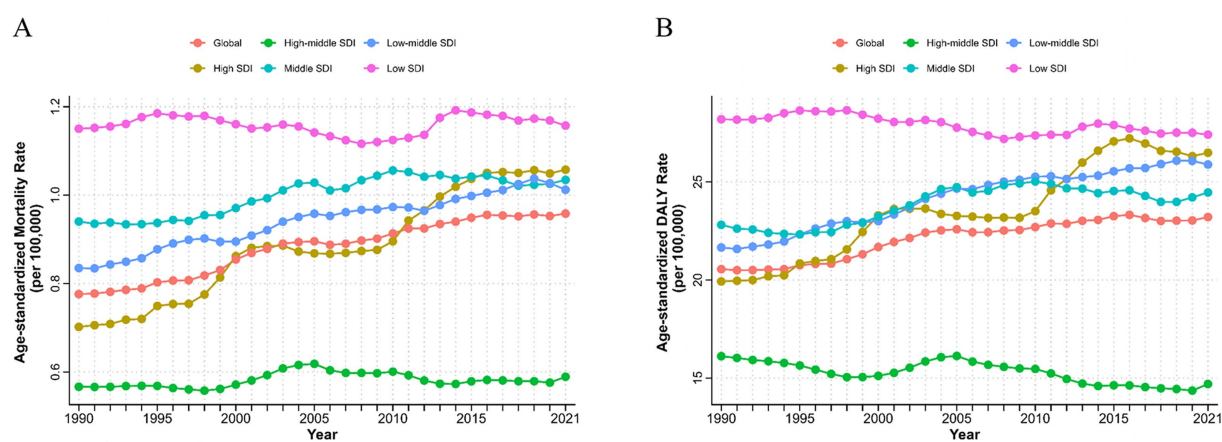 A
Global High-middle SDI Low-middle SDI
High SDI Middle SDI Low SDI
Age-standardized Mortality Rate
(per 100,000)
1.2
1.0
0.8
0.6
1990 1995 2000 2005 2010 2015 2021
Year
B
Global High-middle SDI Low-middle SDI
High SDI Middle SDI Low SDI
Age-standardized DALY Rate
(per 100,000)
25
20
15
1990 1995 2000 2005 2010 2015 2021
Year